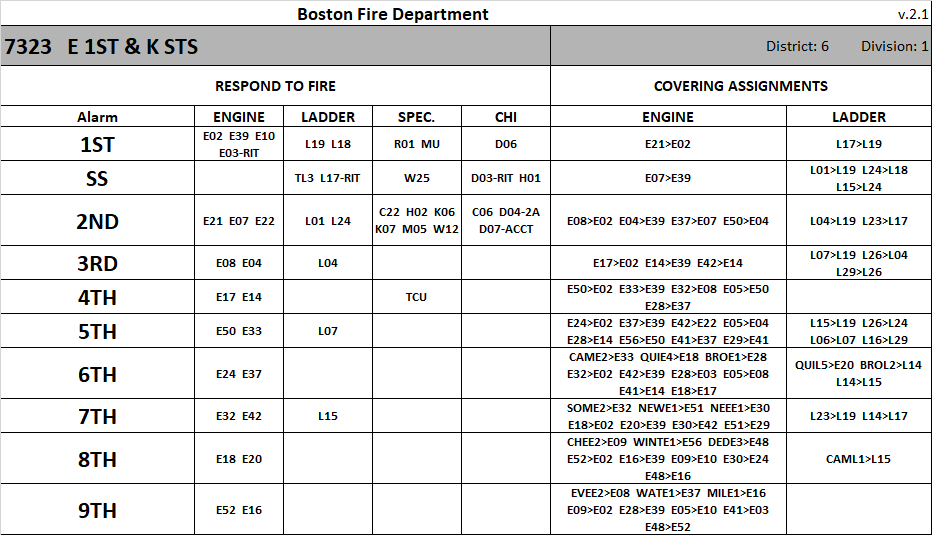 Boston Fire Department v.2.1
7323 E 1ST & K STS District: 6 Division: 1
RESPOND TO FIRE COVERING ASSIGNMENTS
Alarm ENGINE LADDER SPEC. CHI ENGINE LADDER
1ST
E02 E39 E10
E03-RIT
L19 L18
R01 MU
D06
E21>E02
L17>L19
SS
TL3 L17-RIT
W25
D03-RIT H01
E07>E39
L01>L19 L24>L18
L15>L24
2ND
E21 E07 E22
L01 L24
C22 H02 K06
K07 M05 W12
C06 D04-2A
D07-ACCT
E08>E02 E04>E39 E37>E07 E50>E04
L04>L19 L23>L17
3RD
E08 E04
L04
E17>E02 E14>E39 E42>E14
L07>L19 L26>L04
L29>L26
4TH
E17 E14
TCU
E50>E02 E33>E39 E32>E08 E05>E50
E28>E37
5TH
E50 E33
L07
E24>E02 E37>E39 E42>E22 E05>E04
E28>E14 E56>E50 E41>E37 E29>E41
L15>L19 L26>L24
L06>L07 L16>L29
6TH
E24 E37
CAME2>E33 QUIE4>E18 BROE1>E28
E32>E02 E42>E39 E28>E03 E05>E08
E41>E14 E18>E17
QUIL5>E20 BROL2>L14
L14>L15
7TH
E32 E42
L15
SOME2>E32 NEWE1>E51 NEEE1>E30
E18>E02 E20>E39 E30>E42 E51>E29
L23>L19 L14>L17
8TH
E18 E20
CHEE2>E09 WINTE1>E56 DEDE3>E48
E52>E02 E16>E39 E09>E10 E30>E24
E48>E16
CAML1>L15
9TH
E52 E16
EVEE2>E08 WATE1>E37 MILE1>E16
E09>E02 E28>E39 E05>E10 E41>E03
E48>E52